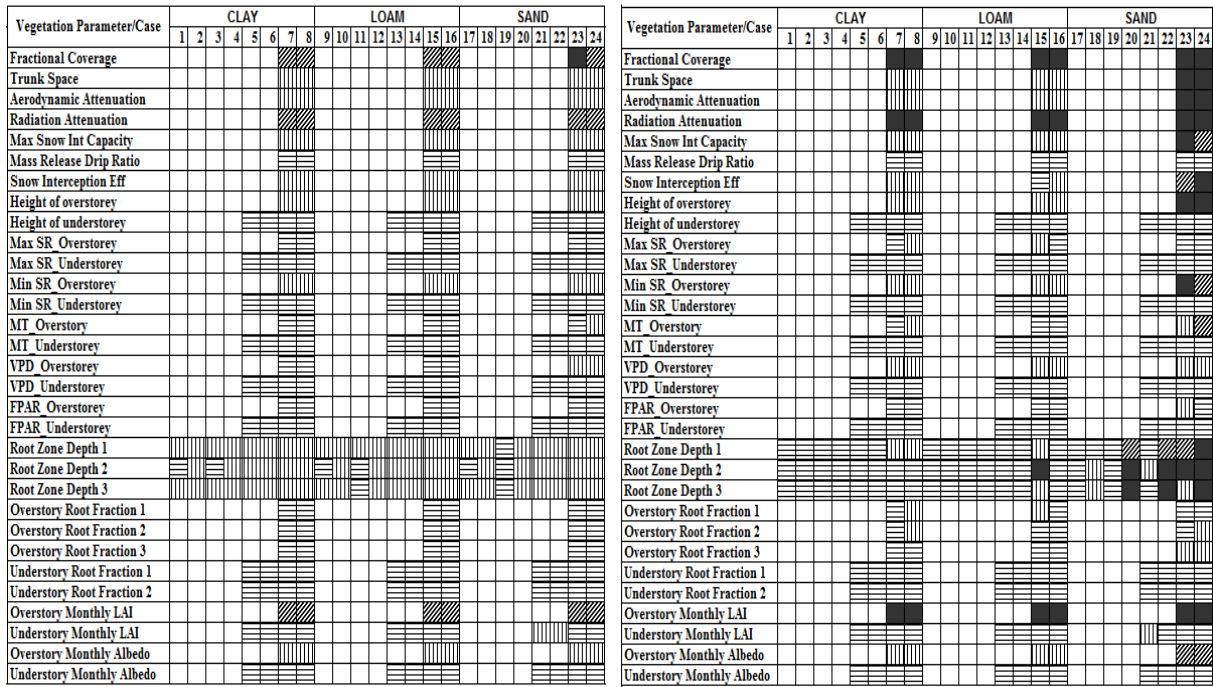 Vegetation Parameter/Case CLAY LOAM SAND
1 2 3 4 5 6 7 8 9 10 11 12 13 14 15 16 17 18 19 20 21 22 23 24
Fractional Coverage
Trunk Space
Aerodynamic Attenuation
Radiation Attenuation
Max Snow Int Capacity
Mass Release Drip Ratio
Snow Interception Eff
Height of overstorey
Height of understorey
Max SR_Overstorey
Max SR_Understorey
Min SR_Overstorey
Min SR_Understorey
MT_Overstory
MT_Understorey
VPD_Overstorey
VPD_Understorey
FPAR_Overstorey
FPAR_Understorey
Root Zone Depth 1
Root Zone Depth 2
Root Zone Depth 3
Overstory Root Fraction 1
Overstory Root Fraction 2
Overstory Root Fraction 3
Understory Root Fraction 1
Understory Root Fraction 2
Overstory Monthly LAI
Understory Monthly LAI
Overstory Monthly Albedo
Understory Monthly Albedo
Vegetation Parameter/Case CLAY LOAM SAND
1 2 3 4 5 6 7 8 9 10 11 12 13 14 15 16 17 18 19 20 21 22 23 24
Fractional Coverage
Trunk Space
Aerodynamic Attenuation
Radiation Attenuation
Max Snow Int Capacity
Mass Release Drip Ratio
Snow Interception Eff
Height of overstorey
Height of understorey
Max SR_Overstorey
Max SR_Understorey
Min SR_Overstorey
Min SR_Understorey
MT_Overstory
MT_Understorey
VPD_Overstorey
VPD_Understorey
FPAR_Overstorey
FPAR_Understorey
Root Zone Depth 1
Root Zone Depth 2
Root Zone Depth 3
Overstory Root Fraction 1
Overstory Root Fraction 2
Overstory Root Fraction 3
Understory Root Fraction 1
Understory Root Fraction 2
Overstory Monthly LAI
Understory Monthly LAI
Overstory Monthly Albedo
Understory Monthly Albedo